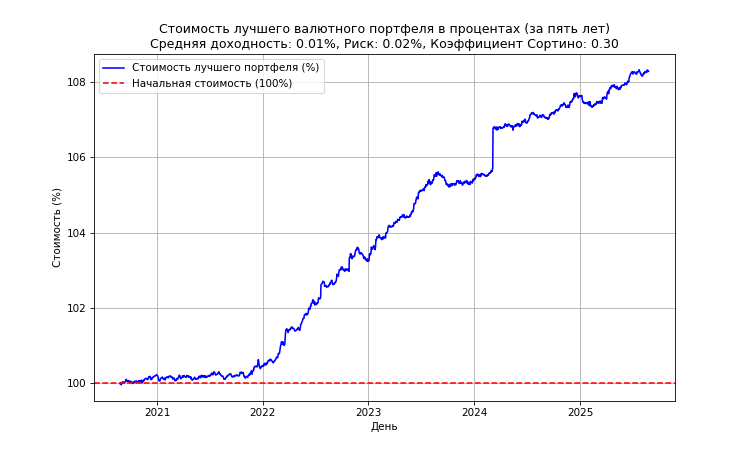 Стоимость лучшего валютного портфеля в процентах (за пять лет)
Средняя доходность: 0.01%, Риск: 0.02%, Коэффициент Сортино: 0.30
Стоимость лучшего портфеля (%)
Начальная стоимость (100%)
Стоимость (%)
108
106
104
102
100
2021 2022 2023 2024 2025
День